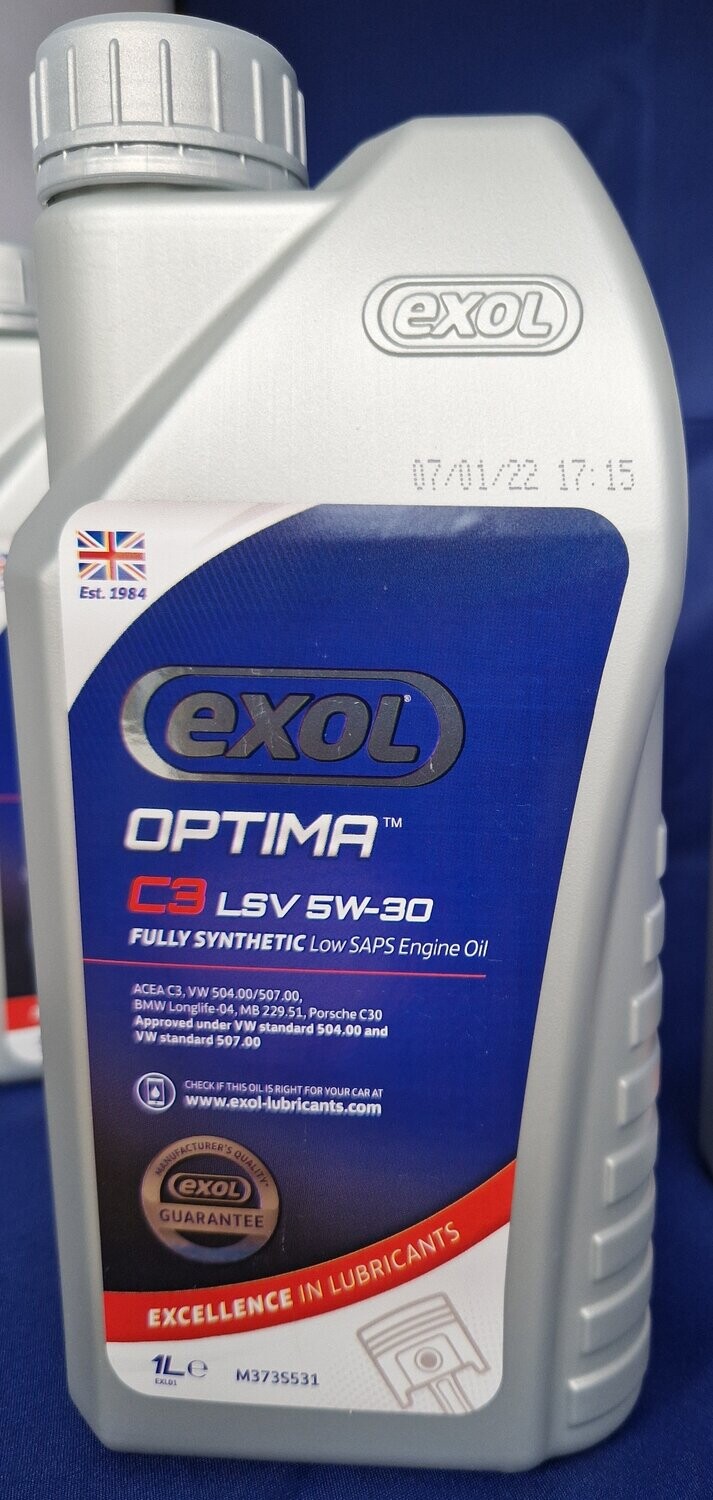 exol
07/01/22 17:15
Est. 1984
exol®
OPTIMA™
C3 LSV 5W-30
FULLY SYNTHETIC Low SAPS Engine Oil
ACEA C3, VW 504.00/507.00,
BMW Longlife-04, MB 229.51, Porsche C30
Approved under VW standard 504.00 and
VW standard 507.00
CHECK IF THIS OIL IS RIGHT FOR YOUR CAR AT
www.exol-lubricants.com
MANUFACTURER'S QUALITY*
exol
GUARANTEE
EXCELLENCE IN LUBRICANTS
1L e M373S531
EXL01